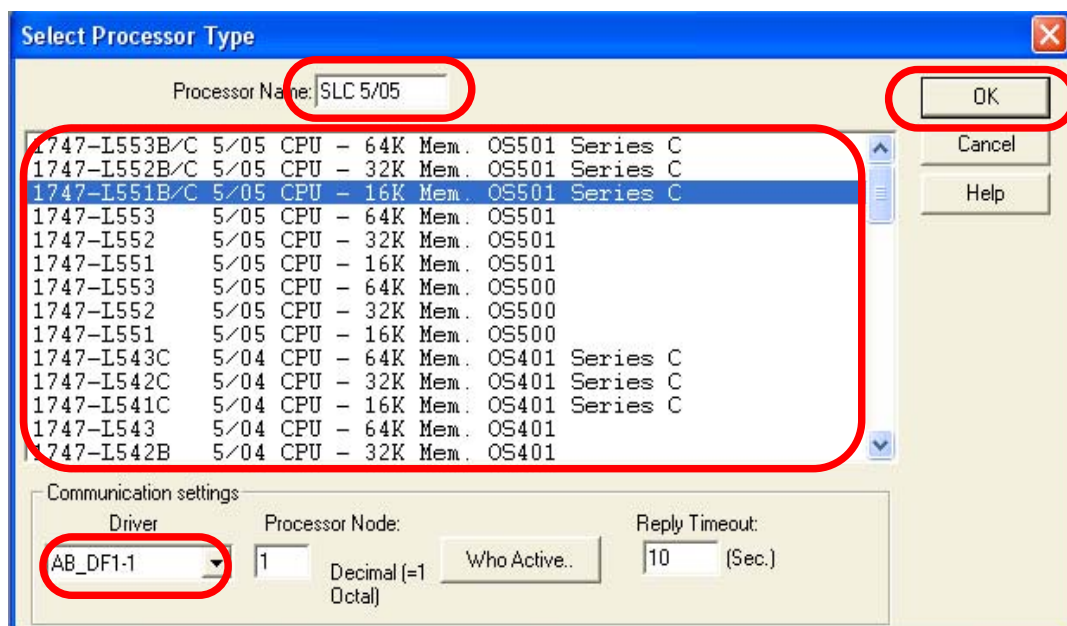 Select Processor Type
Processor Name: SLC 5/05
OK
Cancel
Help
1747-L553B/C 5/05 CPU - 64K Mem. OS501 Series C
1747-L552B/C 5/05 CPU - 32K Mem. OS501 Series C
1747-L551B/C 5/05 CPU - 16K Mem. OS501 Series C
1747-L553 5/05 CPU - 64K Mem. OS501
1747-L552 5/05 CPU - 32K Mem. OS501
1747-L551 5/05 CPU - 16K Mem. OS501
1747-L553 5/05 CPU - 64K Mem. OS500
1747-L552 5/05 CPU - 32K Mem. OS500
1747-L551 5/05 CPU - 16K Mem. OS500
1747-L543C 5/04 CPU - 64K Mem. OS401 Series C
1747-L542C 5/04 CPU - 32K Mem. OS401 Series C
1747-L541C 5/04 CPU - 16K Mem. OS401 Series C
1747-L543 5/04 CPU - 64K Mem. OS401
1747-L542B 5/04 CPU - 32K Mem. OS401
Communication settings
Driver Processor Node: Reply Timeout:
AB_DF1-1 1 Decimal (=1 Octal) Who Active.. 10 (Sec.)